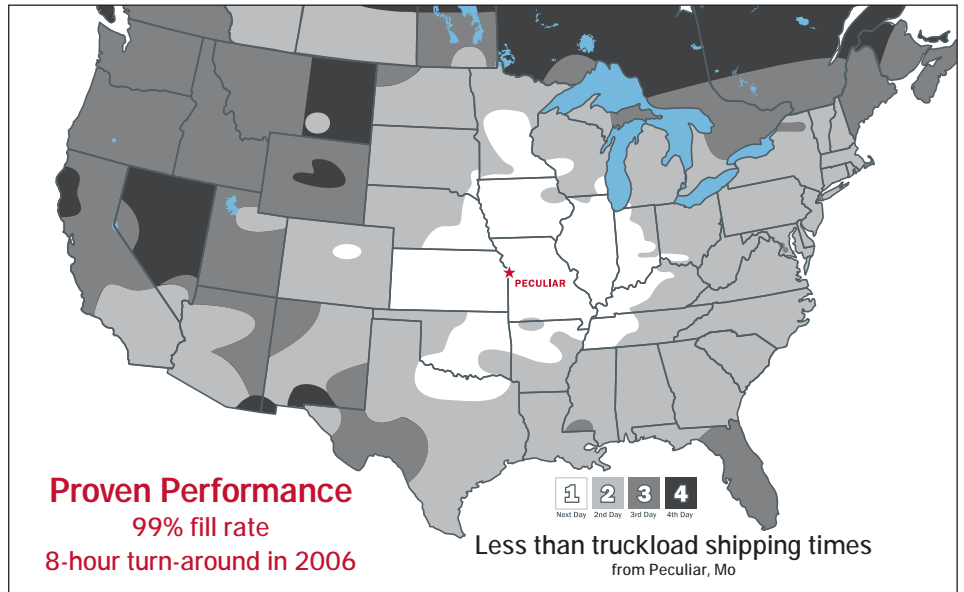 PECULIAR
Proven Performance
99% fill rate
8-hour turn-around in 2006
1 2 3 4
Next Day 2nd Day 3rd Day 4th Day
Less than truckload shipping times
from Peculiar, Mo